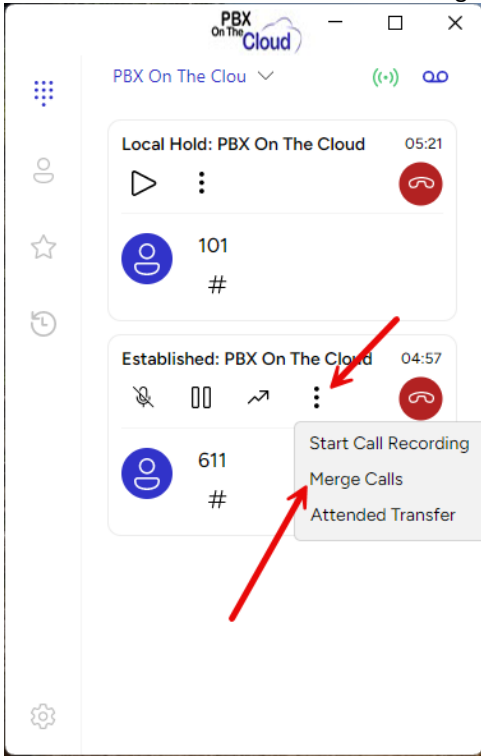 PBX
On The
Cloud
PBX On The Clou
Local Hold: PBX On The Cloud 05:21
101
#
Established: PBX On The Cloud 04:57
611
#
Start Call Recording
Merge Calls
Attended Transfer